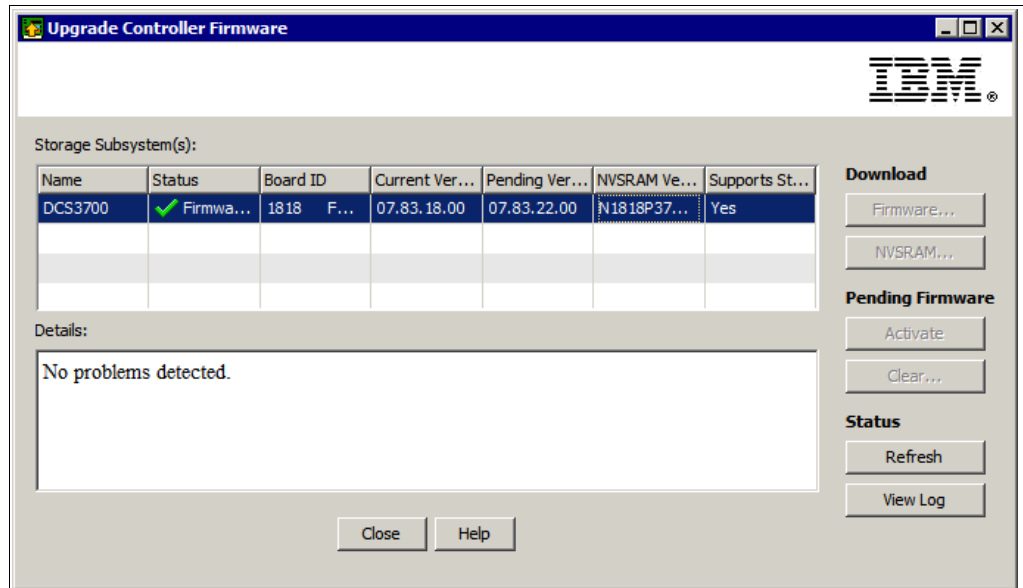 Upgrade Controller Firmware
IBM®
Storage Subsystem(s):
Name Status Board ID Current Ver... Pending Ver... NVSRAM Ve... Supports St...
DCS3700 Firmwa... 1818 F... 07.83.18.00 07.83.22.00 N1818P37... Yes
Details:
No problems detected.
Download
Firmware...
NVSRAM...
Pending Firmware
Activate
Clear...
Status
Refresh
View Log
Close Help